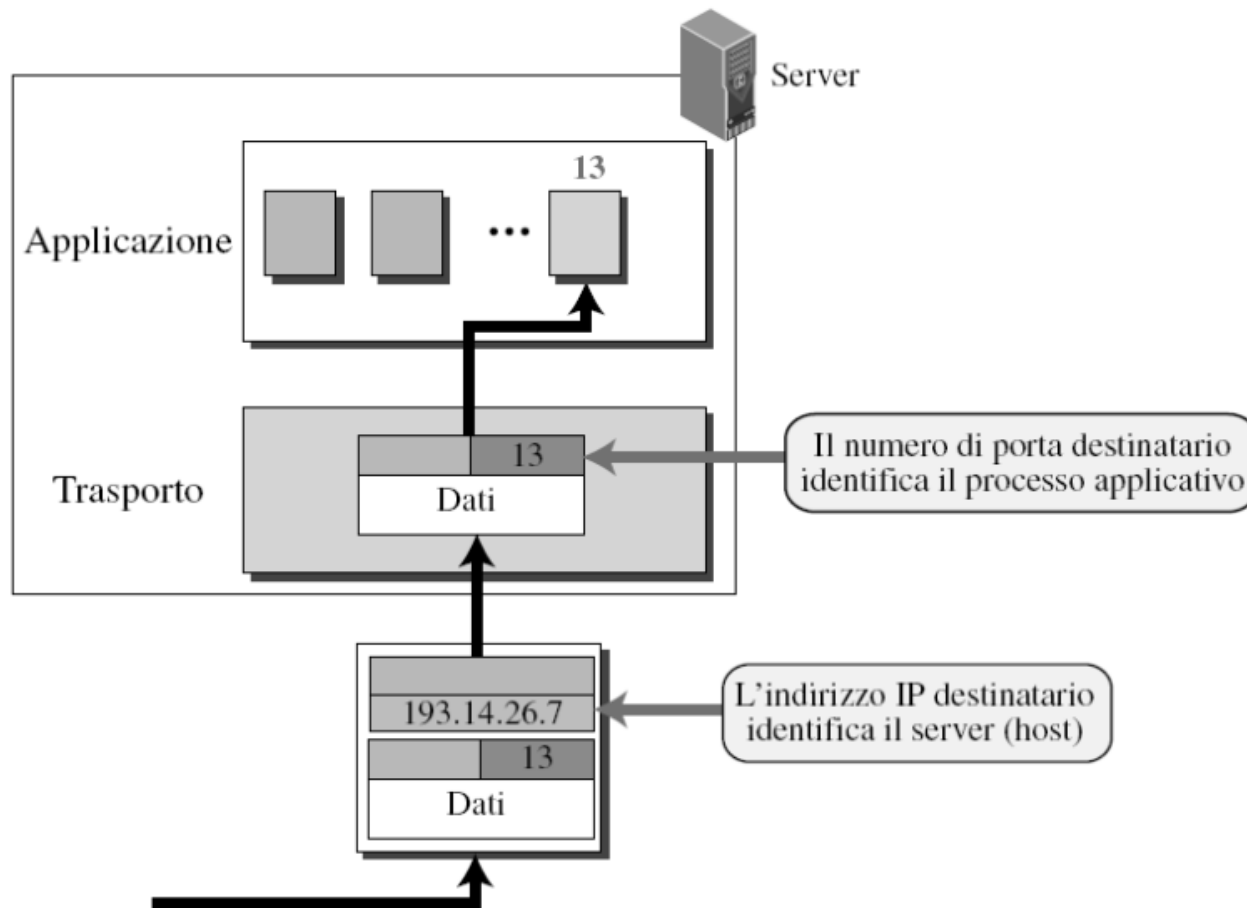 Server
13
Applicazione
...
13
Dati
Trasporto
Il numero di porta destinatario
identifica il processo applicativo
193.14.26.7
13
Dati
L'indirizzo IP destinatario
identifica il server (host)